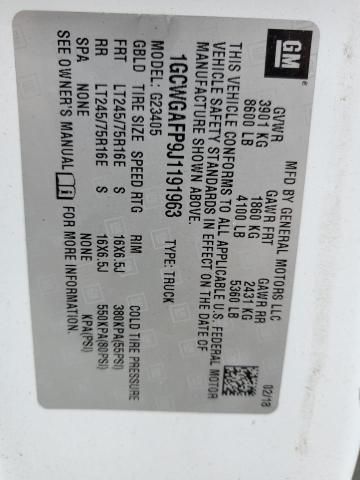 GM
MFD BY GENERAL MOTORS LLC
02/18
GVWR GAWR FRT GAWR RR
3901 KG 1860 KG 2431 KG
8600 LB 4100 LB 5360 LB
THIS VEHICLE CONFORMS TO ALL APPLICABLE U.S. FEDERAL MOTOR
VEHICLE SAFETY STANDARDS IN EFFECT ON THE DATE OF
MANUFACTURE SHOWN ABOVE.
1GCWGAFP9J1191963 TYPE: TRUCK
MODEL: G23405
GBLD TIRE SIZE SPEED RTG RIM COLD TIRE PRESSURE
FRT LT245/75R16E S 16X6.5J 380KPA(55PSI)
RR LT245/75R16E S 16X6.5J 550KPA(80PSI)
SPA NONE NONE KPA(PSI)
SEE OWNER'S MANUAL FOR MORE INFORMATION.